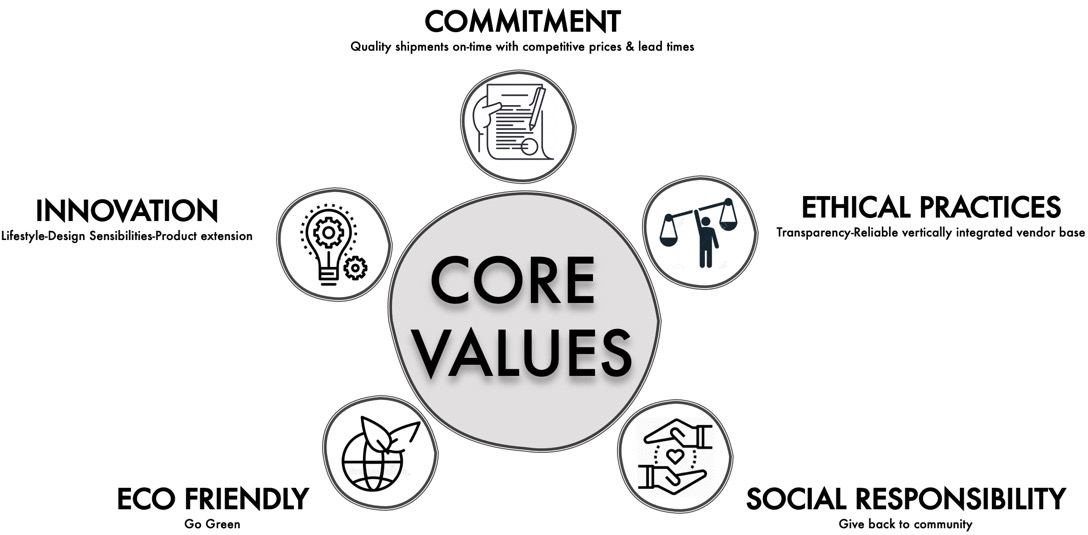 COMMITMENT
Quality shipments on-time with competitive prices & lead times
INNOVATION
Lifestyle-Design Sensibilities-Product extension
ETHICAL PRACTICES
Transparency-Reliable vertically integrated vendor base
CORE
VALUES
ECO FRIENDLY
Go Green
SOCIAL RESPONSIBILITY
Give back to community